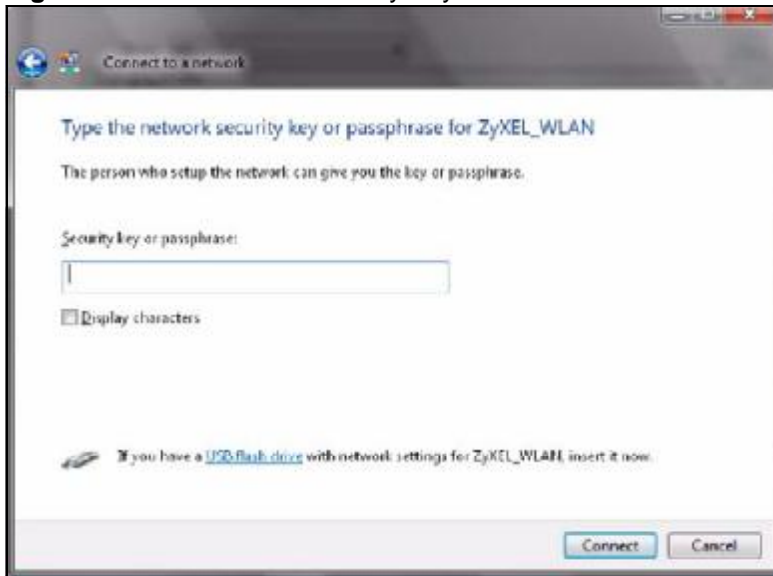 Connect to a network
Type the network security key or passphrase for ZyXEL_WLAN
The person who setup the network can give you the key or passphrase.
Security key or passphrase:
Display characters
If you have a USB flash drive with network settings for ZyXEL_WLAN, insert it now.
Connect Cancel